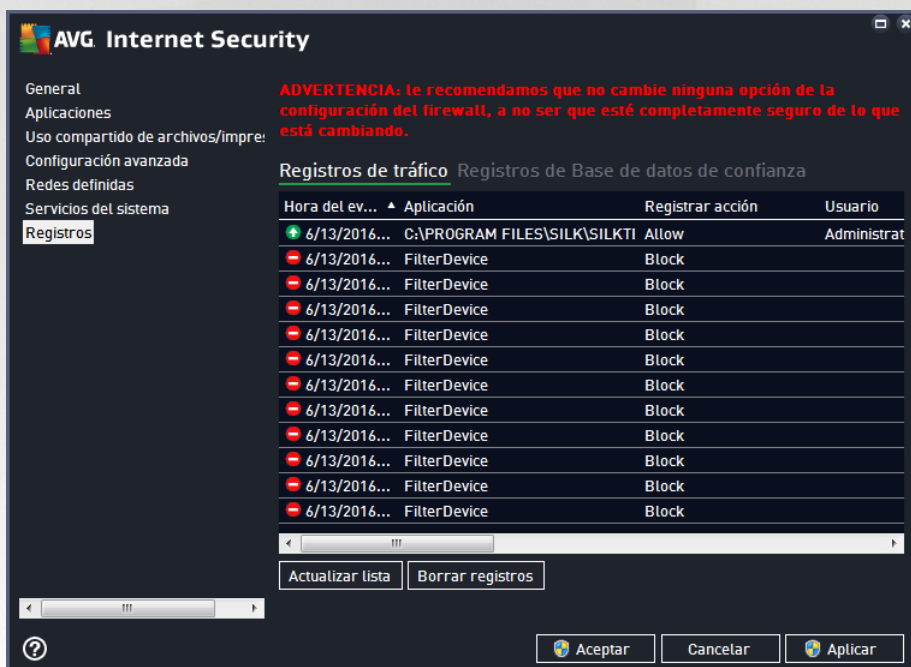 AVG Internet Security
General
Aplicaciones
Uso compartido de archivos/impre
Configuración avanzada
Redes definidas
Servicios del sistema
Registros
ADVERTENCIA: le recomendamos que no cambie ninguna opción de la
configuración del firewall, a no ser que esté completamente seguro de lo que
está cambiando.
Registros de tráfico Registros de Base de datos de confianza
Hora del ev... Aplicación Registrar acción Usuario
6/13/2016... C:\PROGRAM FILES\SILK\SILKTE Allow Administrat
6/13/2016... FilterDevice Block
6/13/2016... FilterDevice Block
6/13/2016... FilterDevice Block
6/13/2016... FilterDevice Block
6/13/2016... FilterDevice Block
6/13/2016... FilterDevice Block
6/13/2016... FilterDevice Block
6/13/2016... FilterDevice Block
6/13/2016... FilterDevice Block
6/13/2016... FilterDevice Block
6/13/2016... FilterDevice Block
Actualizar lista Borrar registros
Aceptar Cancelar Aplicar